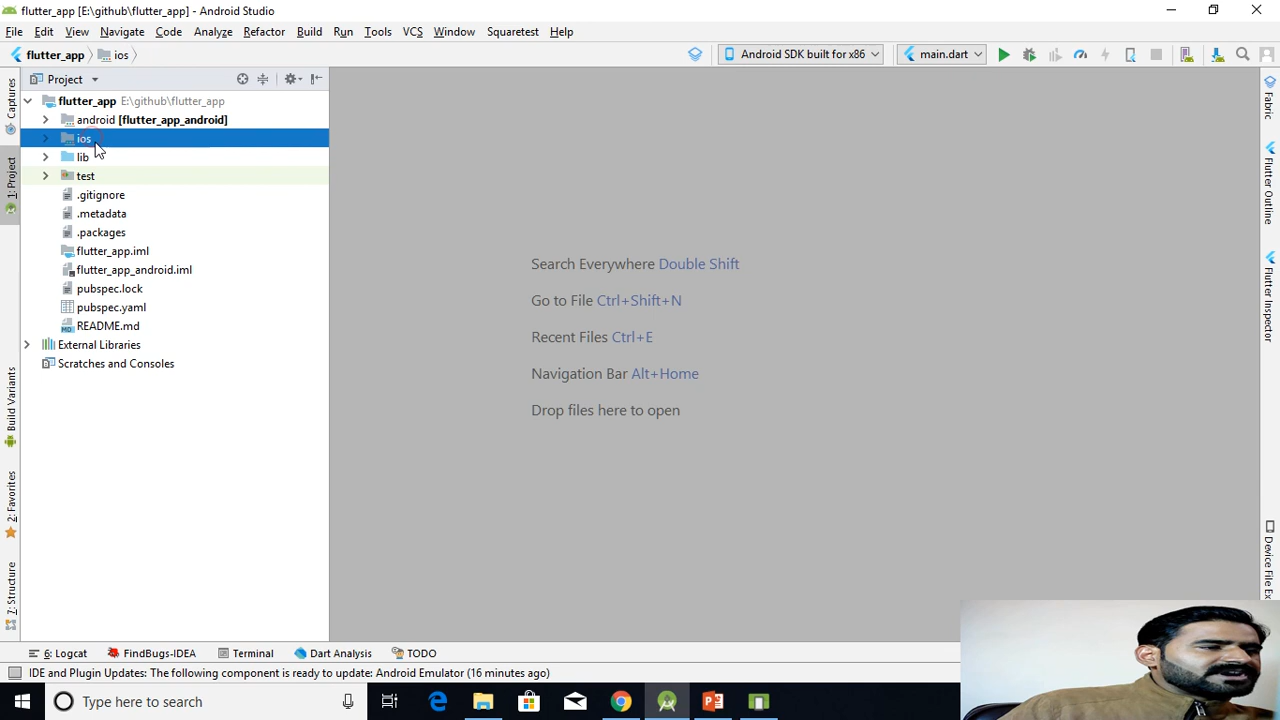 flutter_app [E:\github\flutter_app] - Android Studio
File Edit View Navigate Code Analyze Refactor Build Run Tools VCS Window Squaretest Help
flutter_app ios
Android SDK built for x86
main.dart
Project
flutter_app E:\github\flutter_app
android [flutter_app_android]
ios
lib
test
.gitignore
.metadata
.packages
flutter_app.iml
flutter_app_android.iml
pubspec.lock
pubspec.yaml
README.md
External Libraries
Scratches and Consoles
Captures
1: Project
Build Variants
2: Favorites
7: Structure
Search Everywhere Double Shift
Go to File Ctrl+Shift+N
Recent Files Ctrl+E
Navigation Bar Alt+Home
Drop files here to open
Fabric
Flutter Outline
Flutter Inspector
Device File Ex
6: Logcat
FindBugs-IDEA
Terminal
Dart Analysis
TODO
IDE and Plugin Updates: The following component is ready to update: Android Emulator (16 minutes ago)
Type here to search